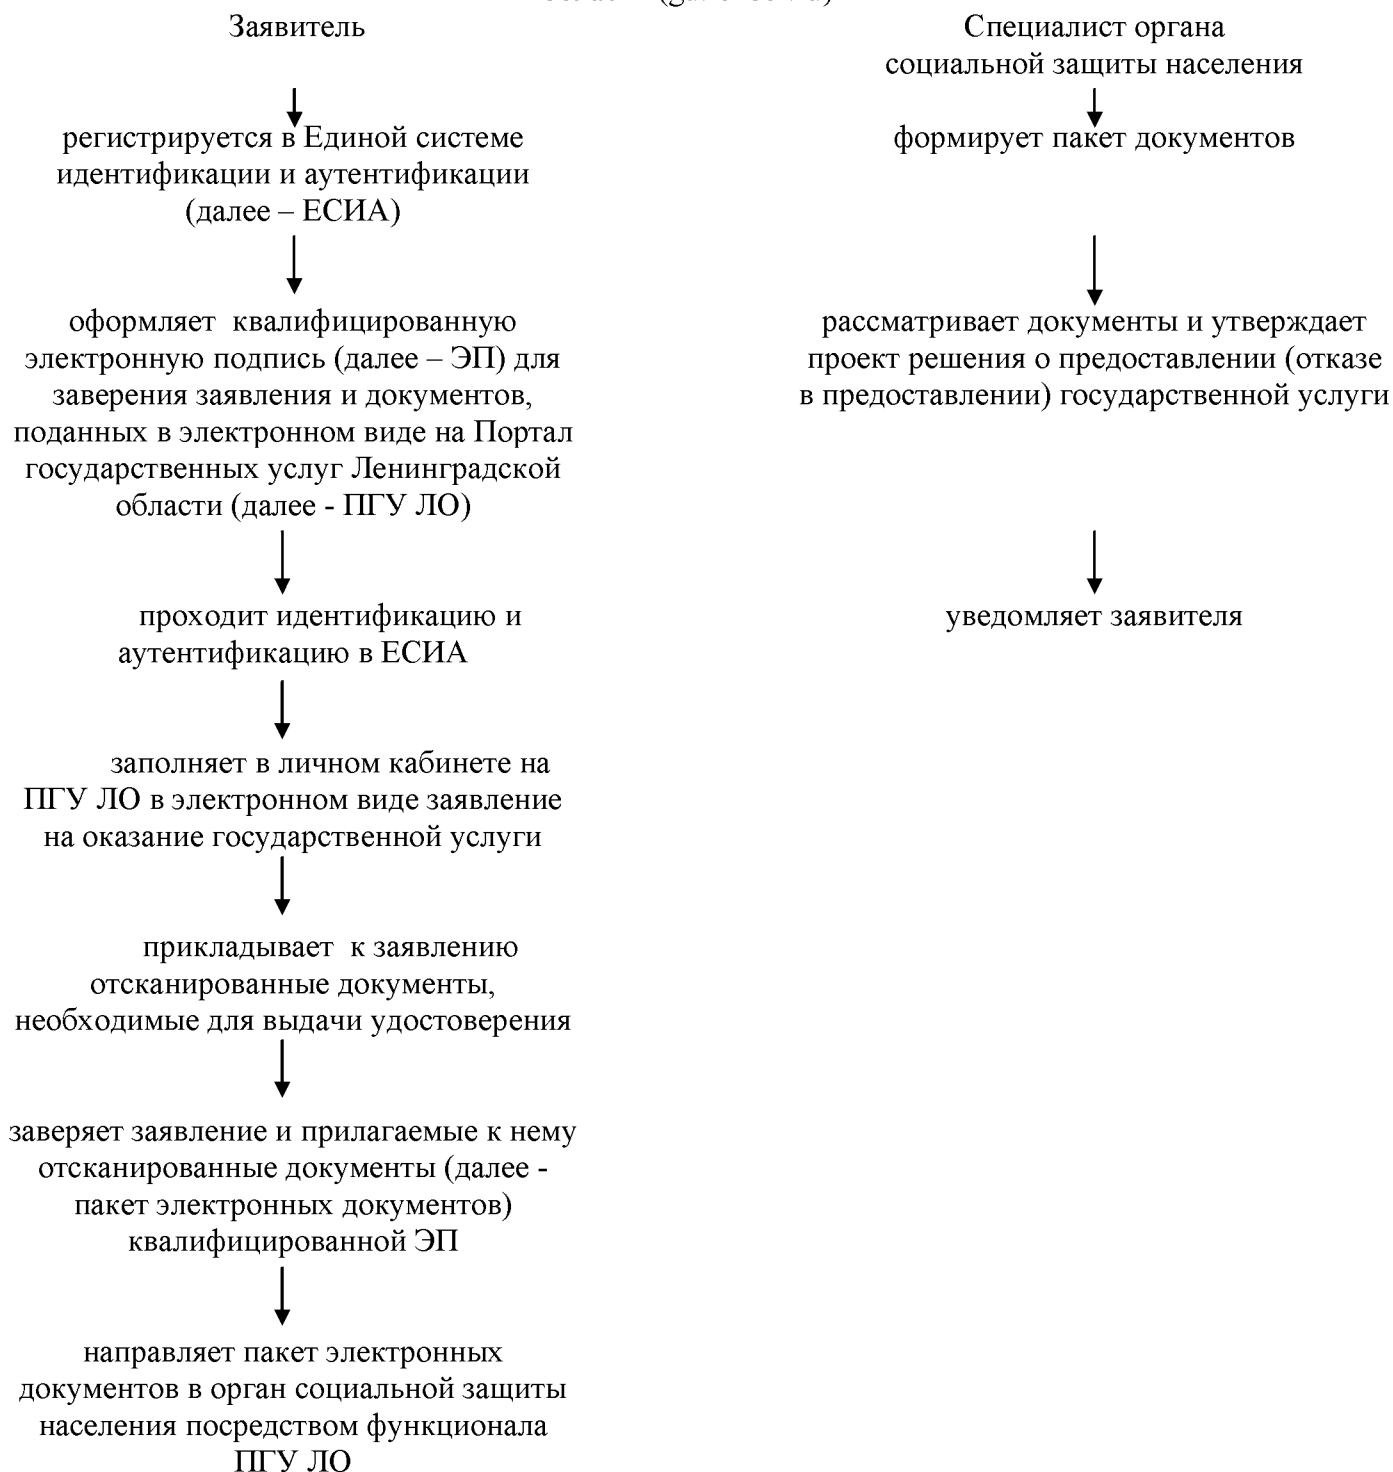 Заявитель
регистрируется в Единой системе
идентификации и аутентификации
(далее – ЕСИА)
оформляет квалифицированную
электронную подпись (далее – ЭП) для
заверения заявления и документов,
поданных в электронном виде на Портал
государственных услуг Ленинградской
области (далее - ПГУ ЛО)
проходит идентификацию и
аутентификацию в ЕСИА
заполняет в личном кабинете на
ПГУ ЛО в электронном виде заявление
на оказание государственной услуги
прикладывает к заявлению
отсканированные документы,
необходимые для выдачи удостоверения
заверяет заявление и прилагаемые к нему
отсканированные документы (далее -
пакет электронных документов)
квалифицированной ЭП
направляет пакет электронных
документов в орган социальной защиты
населения посредством функционала
ПГУ ЛО
Специалист органа
социальной защиты населения
формирует пакет документов
рассматривает документы и утверждает
проект решения о предоставлении (отказе
в предоставлении) государственной услуги
уведомляет заявителя